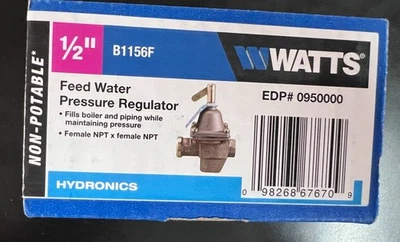 NON-POTABLE*
1/2"
B1156F
WATTS®
Feed Water
Pressure Regulator
• Fills boiler and piping while
maintaining pressure
• Female NPT x female NPT
EDP# 0950000
0 98268 67670 9
HYDRONICS